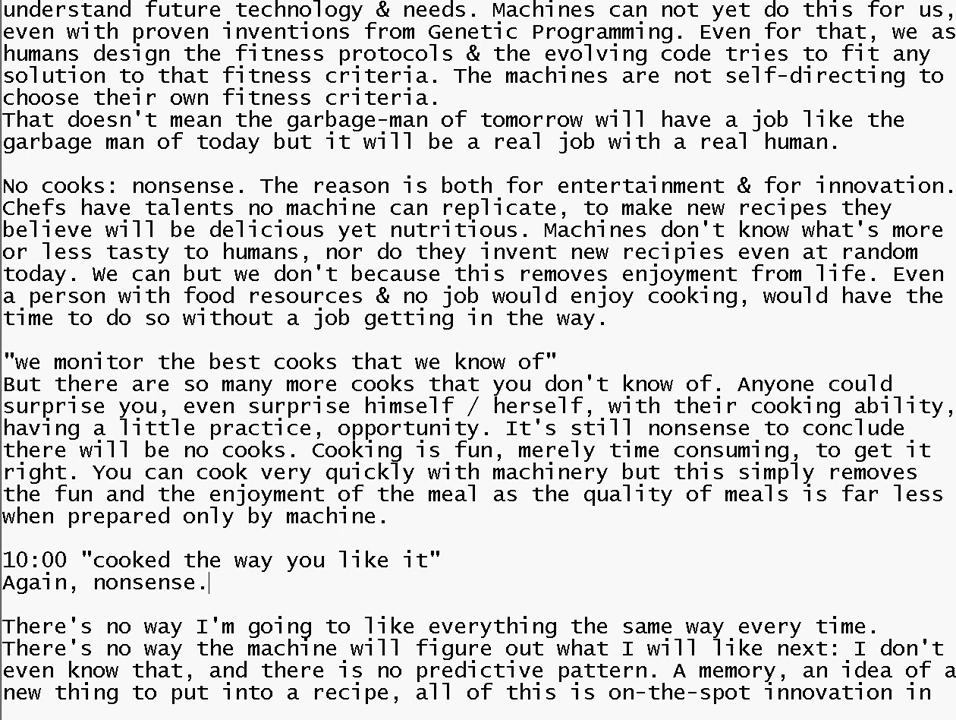 understand future technology & needs. Machines can not yet do this for us,
even with proven inventions from Genetic Programming. Even for that, we as
humans design the fitness protocols & the evolving code tries to fit any
solution to that fitness criteria. The machines are not self-directing to
choose their own fitness criteria.
That doesn't mean the garbage-man of tomorrow will have a job like the
garbage man of today but it will be a real job with a real human.
No cooks: nonsense. The reason is both for entertainment & for innovation.
Chefs have talents no machine can replicate, to make new recipes they
believe will be delicious yet nutritious. Machines don't know what's more
or less tasty to humans, nor do they invent new recipies even at random
today. We can but we don't because this removes enjoyment from life. Even
a person with food resources & no job would enjoy cooking, would have the
time to do so without a job getting in the way.
"we monitor the best cooks that we know of"
But there are so many more cooks that you don't know of. Anyone could
surprise you, even surprise himself / herself, with their cooking ability,
having a little practice, opportunity. It's still nonsense to conclude
there will be no cooks. Cooking is fun, merely time consuming, to get it
right. You can cook very quickly with machinery but this simply removes
the fun and the enjoyment of the meal as the quality of meals is far less
when prepared only by machine.
10:00 "cooked the way you like it"
Again, nonsense.
There's no way I'm going to like everything the same way every time.
There's no way the machine will figure out what I will like next: I don't
even know that, and there is no predictive pattern. A memory, an idea of a
new thing to put into a recipe, all of this is on-the-spot innovation in